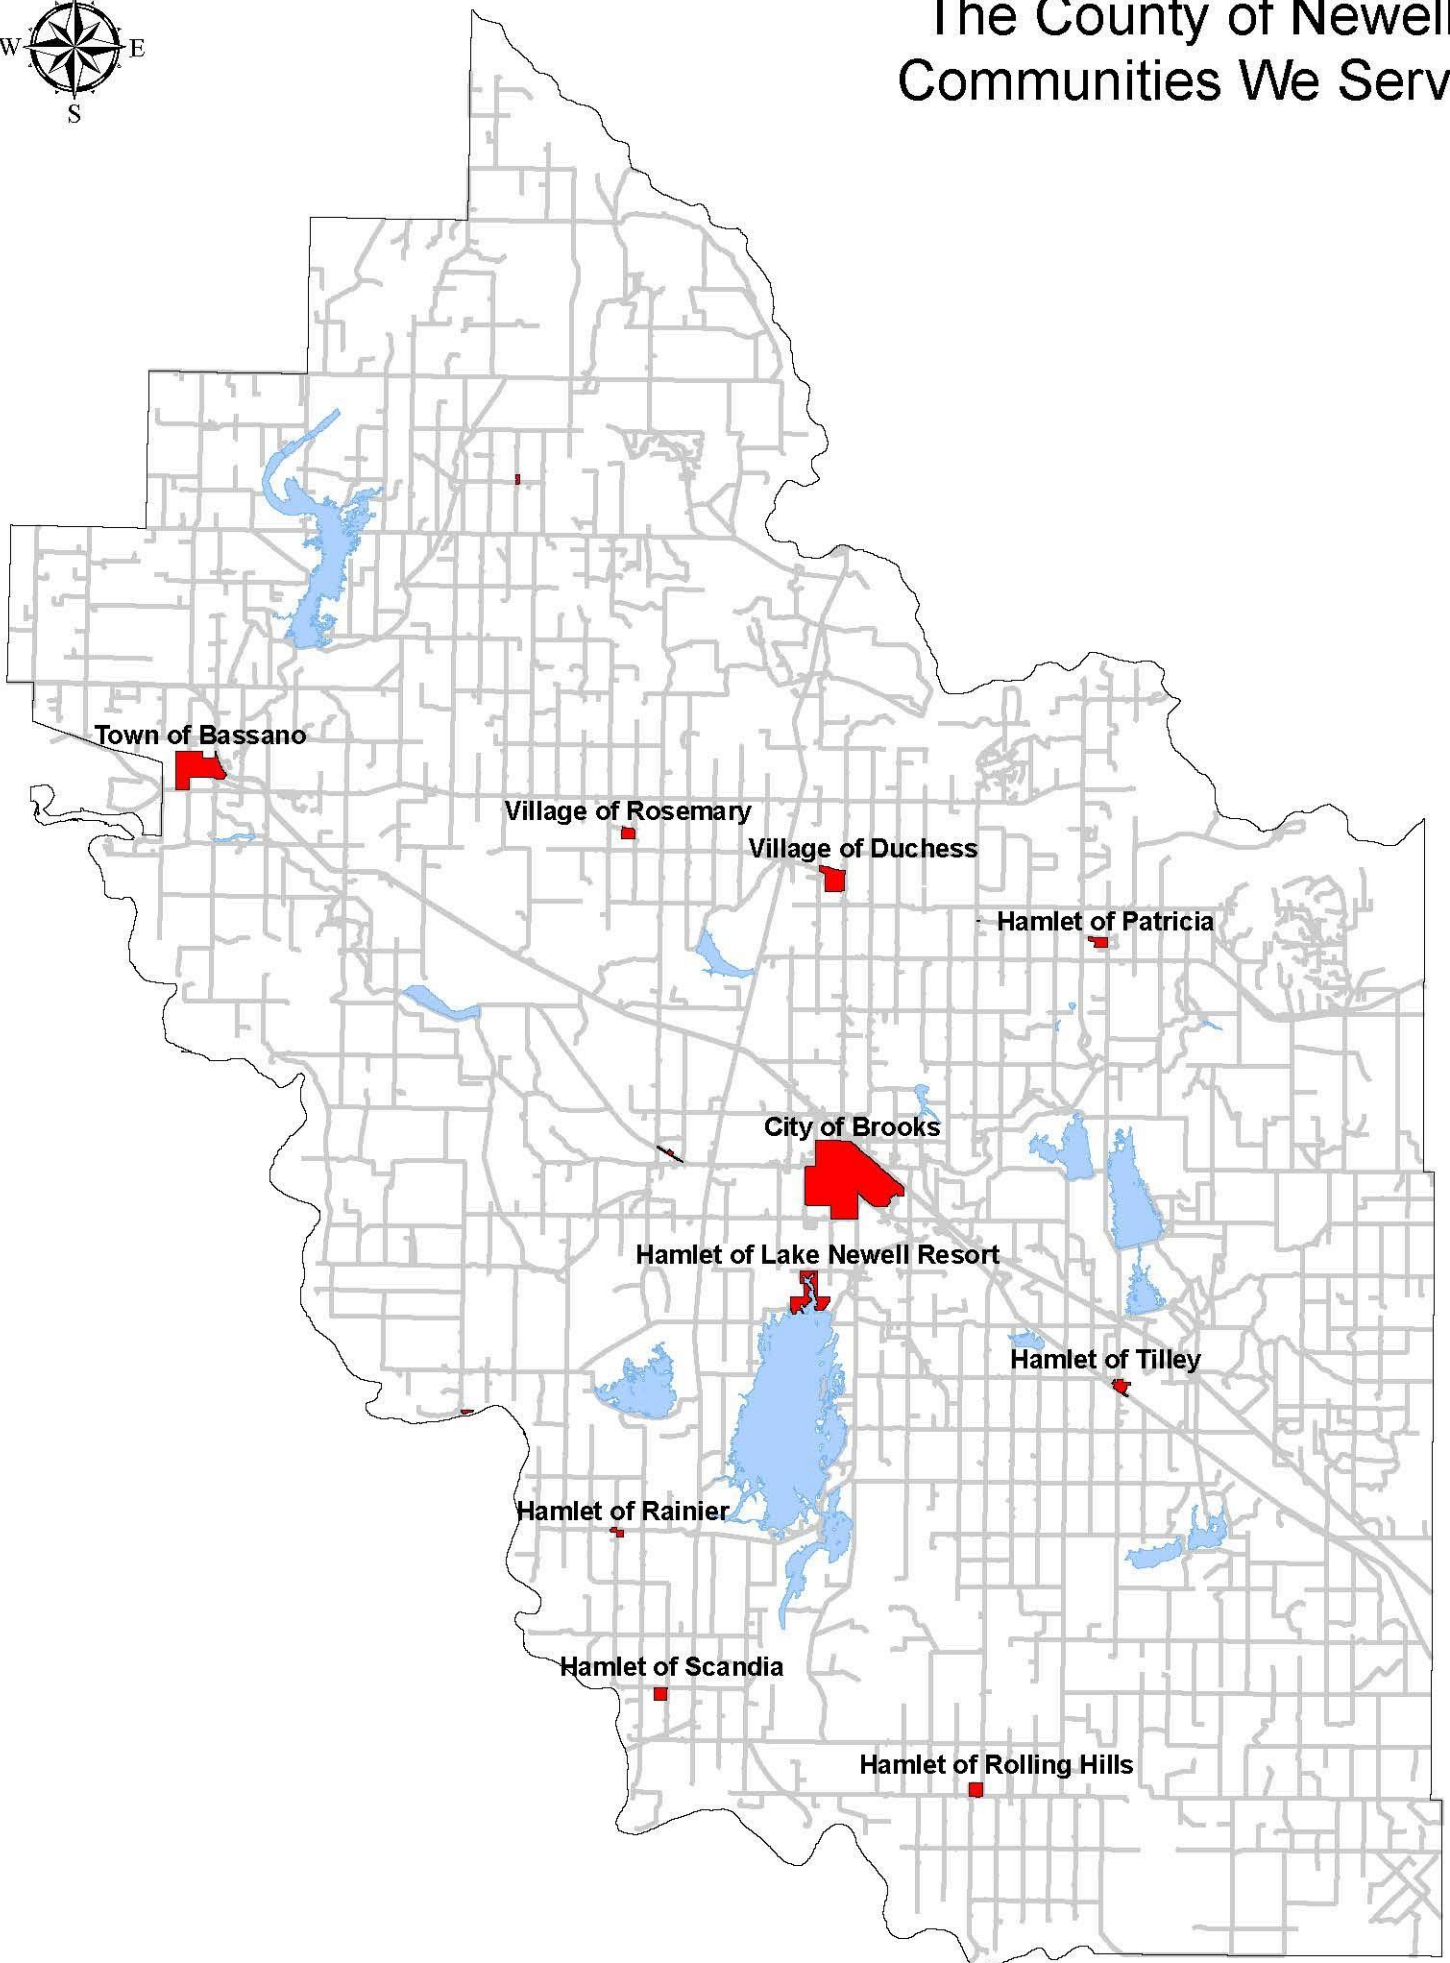 The County of Newell
Communities We Serv
W
E
S
Town of Bassano
Village of Rosemary
Village of Duchess
Hamlet of Patricia
City of Brooks
Hamlet of Lake Newell Resort
Hamlet of Tilley
Hamlet of Rainier
Hamlet of Scandia
Hamlet of Rolling Hills